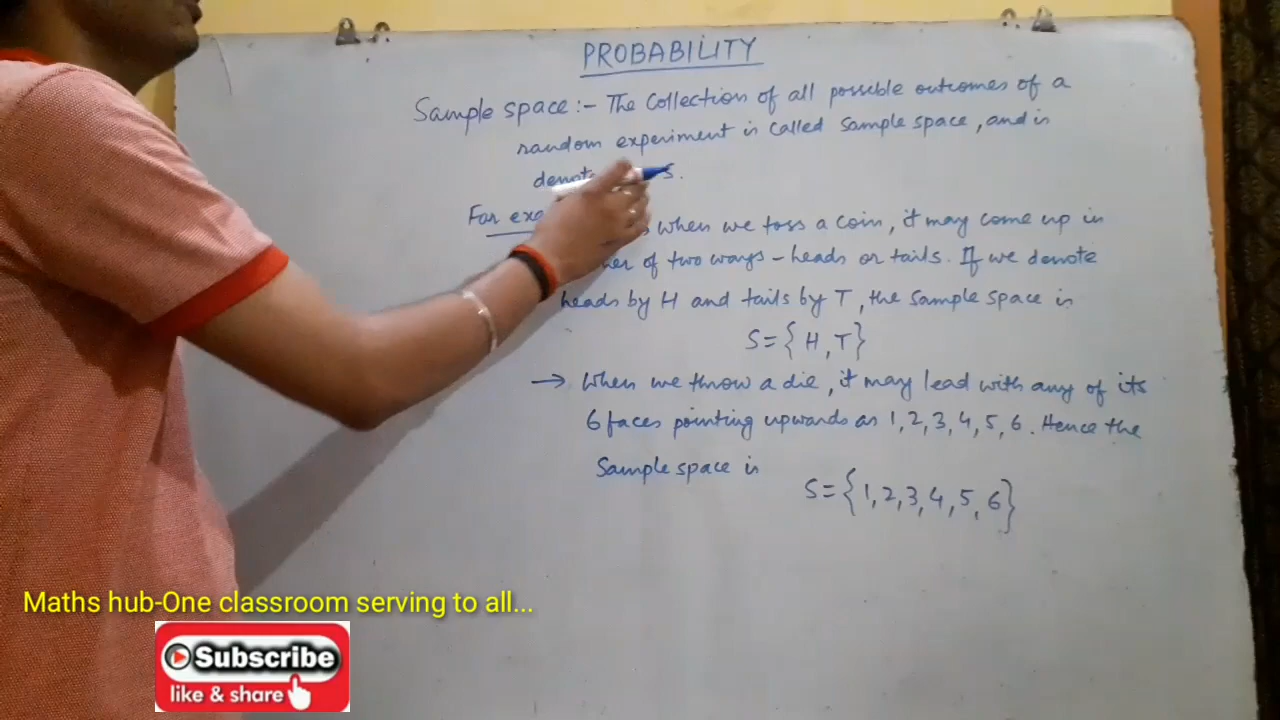 PROBABILITY
Sample space :- The Collection of all possible outcomes of a
random experiment is called sample space, and is
S.
For
when we toss a coin, it may come up in
of two ways - heads or tails. If we denote
heads by H and tails by T, the sample space is
S = { H, T }
→ When we throw a die, it may lead with any of its
6 faces pointing upwards as 1, 2, 3, 4, 5, 6. Hence the
Sample space is
S = { 1, 2, 3, 4, 5, 6 }
Maths hub-One classroom serving to all...
Subscribe
like & share